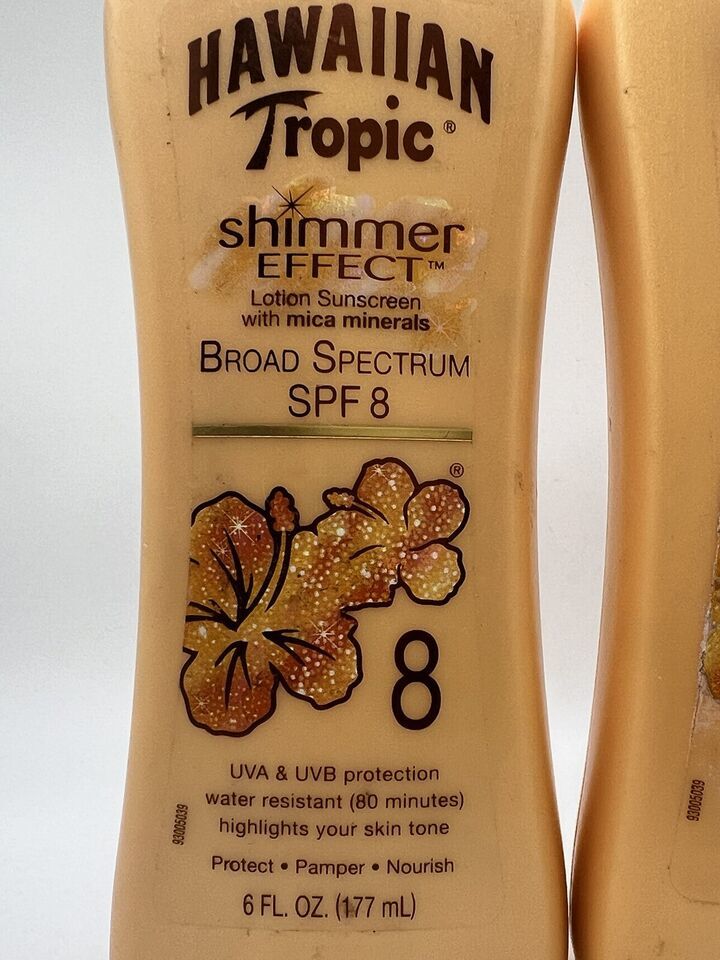 HAWAIIAN
Tropic®
shimmer
EFFECT™
Lotion Sunscreen
with mica minerals
BROAD SPECTRUM
SPF 8
®
8
UVA & UVB protection
water resistant (80 minutes)
highlights your skin tone
Protect • Pamper • Nourish
6 FL. OZ. (177 mL)
93005039
93005039